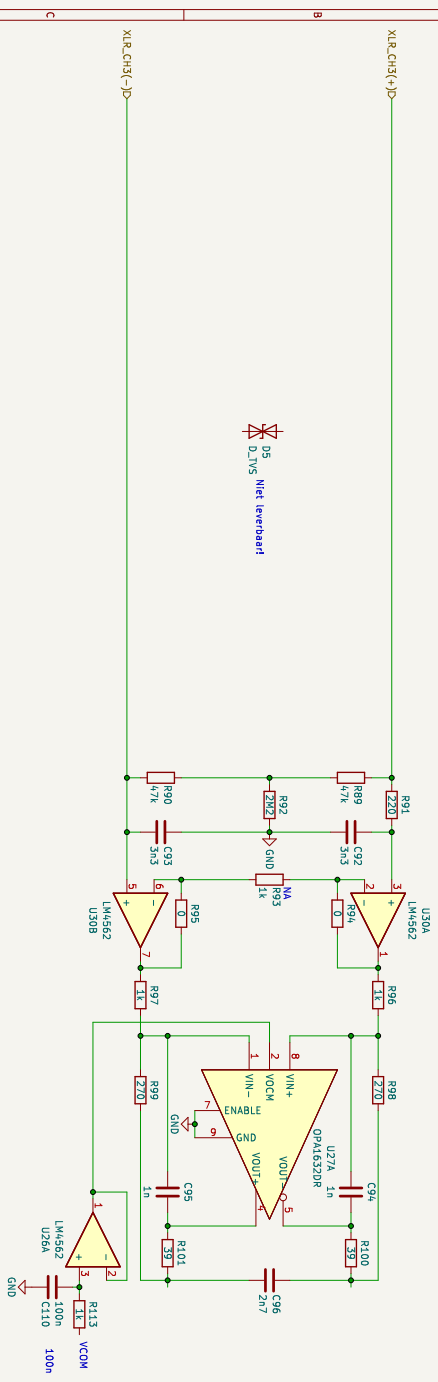 C
B
XLR_CH3(-)
XLR_CH3(+)
D5
D_TVS
Niet leverbaar!
R90
47k
R92
2M2
R89
47k
R91
220
C93
3n3
GND
C92
3n3
5
6
+
-
LM4562
U30B
7
R95
0
NA
R93
1k
R94
0
2
3
-
+
U30A
LM4562
1
R97
1k
R96
1k
R99
270
R98
270
1
2
8
VIN-
VOCM
VIN+
7
ENABLE
9
GND
GND
U27A
OPA1632DR
VOUT+
VOUT-
4
5
C95
1n
C94
1n
R101
39
R100
39
C96
2n7
1
LM4562
U26A
+
-
3
2
GND
100n
C110
R113
1k
VCOM
100n